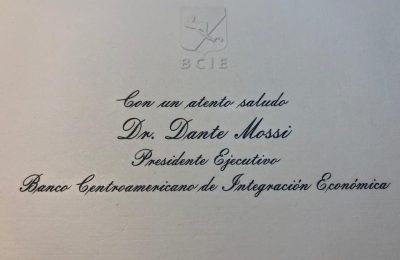 BCIE
Con un atento saludo
Dr. Dante Mossi
Presidente Ejecutivo
Banco Centroamericano de Integración Económica